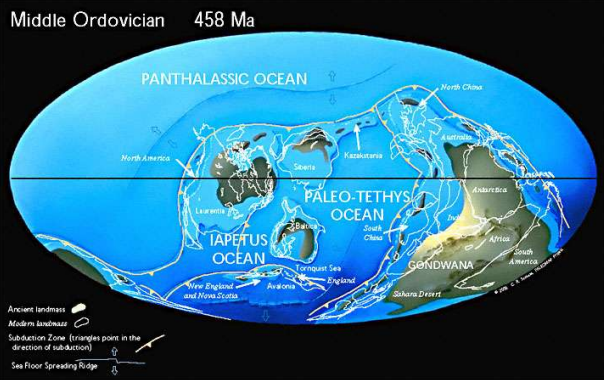 Middle Ordovician 458 Ma
PANTHALASSIC OCEAN
North China
North America
Siberia
Kazakstania
Australia
Antarctica
Laurentia
PALEO-TETHYS
OCEAN
IAPETUS
OCEAN
Baltica
South
China
Africa
South
America
GONDWANA
Tornquist Sea
New England
and Nova Scotia
Avalonia
England
Sahara Desert
Ancient landmass
Modern landmass
Subduction Zone (triangles point in the
direction of subduction)
Sea Floor Spreading Ridge